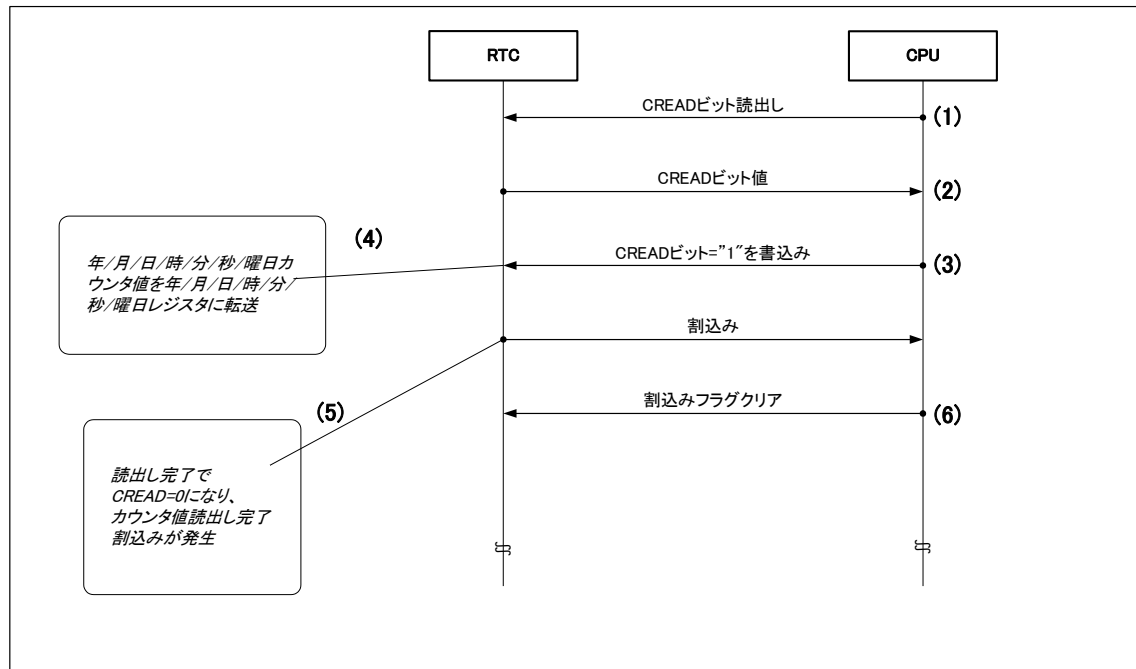 RTC
CPU
CREADビット読出し
(1)
CREADビット値
(2)
(4)
CREADビット="1"を書込み
(3)
年/月/日/時/分/秒/曜日カ
ウンタ値を年/月/日/時/分/
秒/曜日レジスタに転送
割込み
(5)
割込みフラグクリア
(6)
読出し完了で
CREAD=0になり、
カウンタ値読出し完了
割込みが発生